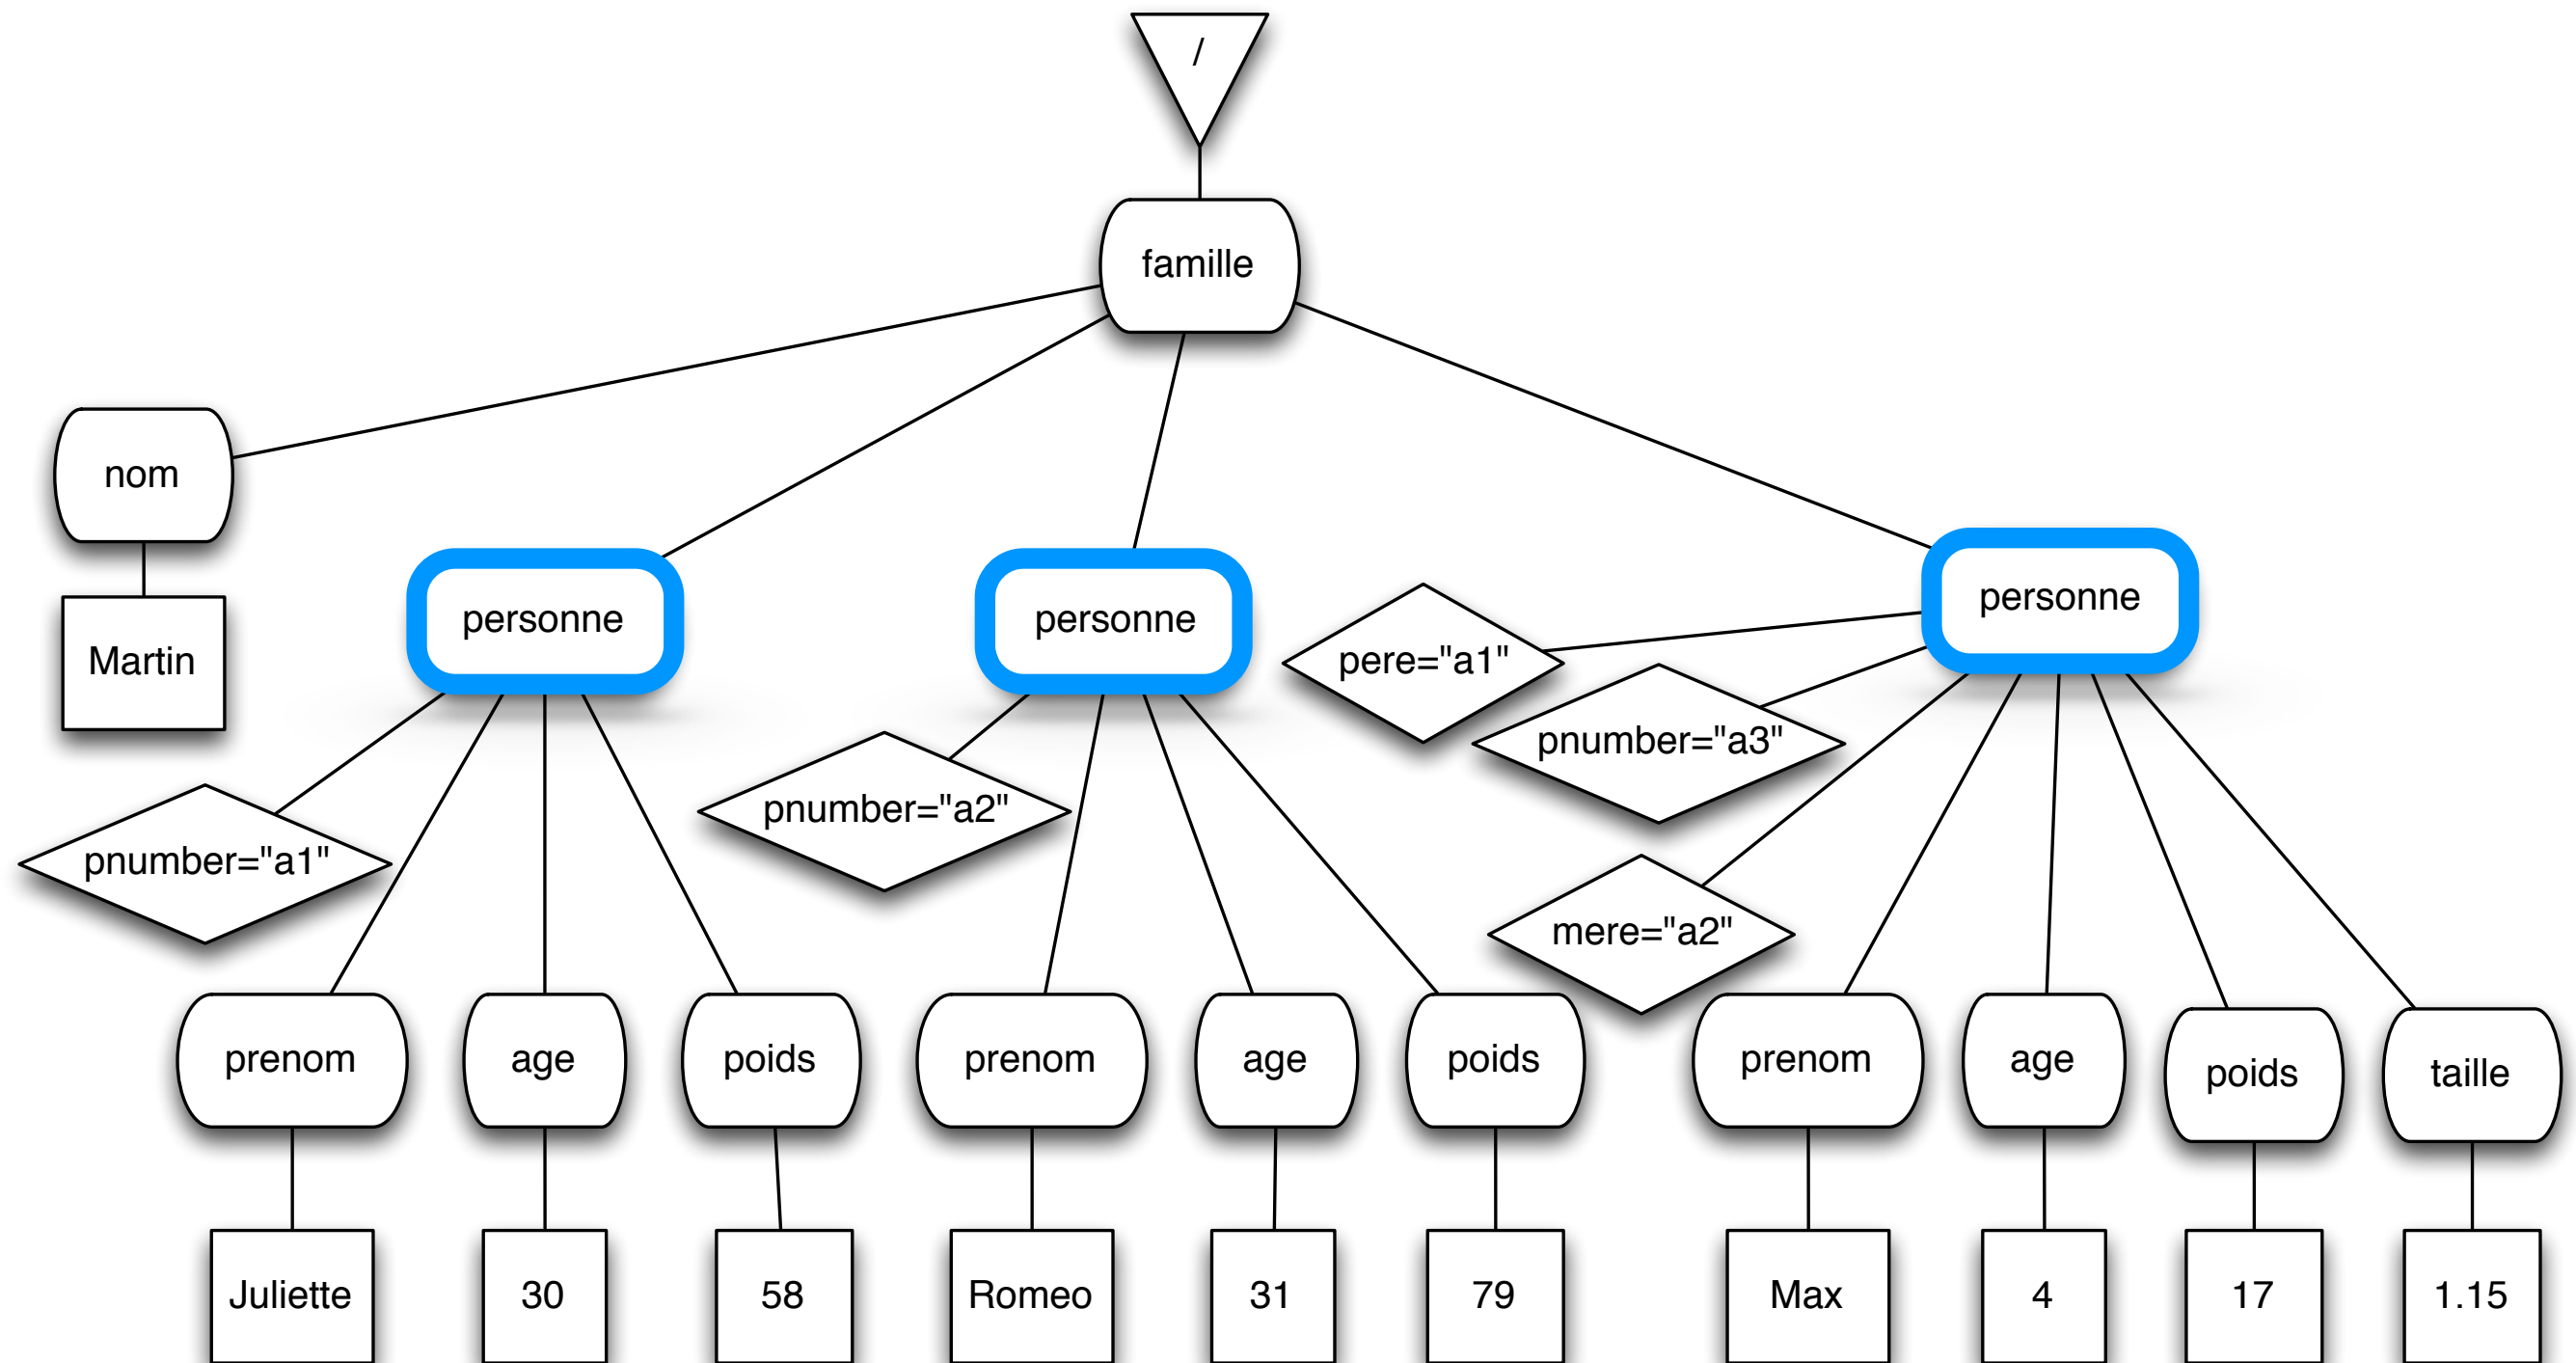 /
famille
nom
Martin
personne
personne
personne
pere="a1"
pnumber="a3"
pnumber="a2"
pnumber="a1"
mere="a2"
prenom
age
poids
prenom
age
poids
prenom
age
poids
taille
Juliette
30
58
Romeo
31
79
Max
4
17
1.15